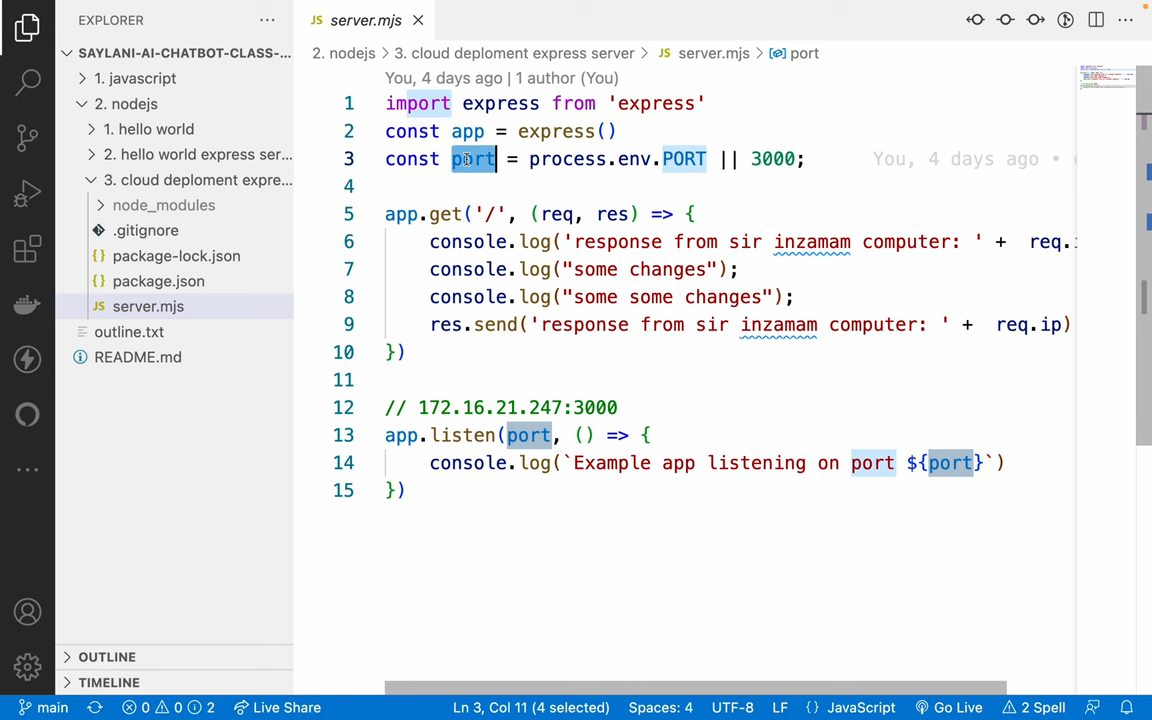 EXPLORER
SAYLANI-AI-CHATBOT-CLASS-...
1. javascript
2. nodejs
1. hello world
2. hello world express ser...
3. cloud deploment expre...
node_modules
.gitignore
package-lock.json
package.json
JS server.mjs
outline.txt
README.md
OUTLINE
TIMELINE
JS server.mjs
2. nodejs > 3. cloud deploment express server > JS server.mjs > port
You, 4 days ago | 1 author (You)
1 import express from 'express'
2 const app = express()
3 const port = process.env.PORT || 3000; You, 4 days ago •
4
5 app.get('/', (req, res) => {
6 console.log('response from sir inzamam computer: ' + req.i
7 console.log("some changes");
8 console.log("some some changes");
9 res.send('response from sir inzamam computer: ' + req.ip)
10 })
11
12 // 172.16.21.247:3000
13 app.listen(port, () => {
14 console.log(`Example app listening on port ${port}`)
15 })
main 0 0 2 Live Share Ln 3, Col 11 (4 selected) Spaces: 4 UTF-8 LF {} JavaScript Go Live 2 Spell